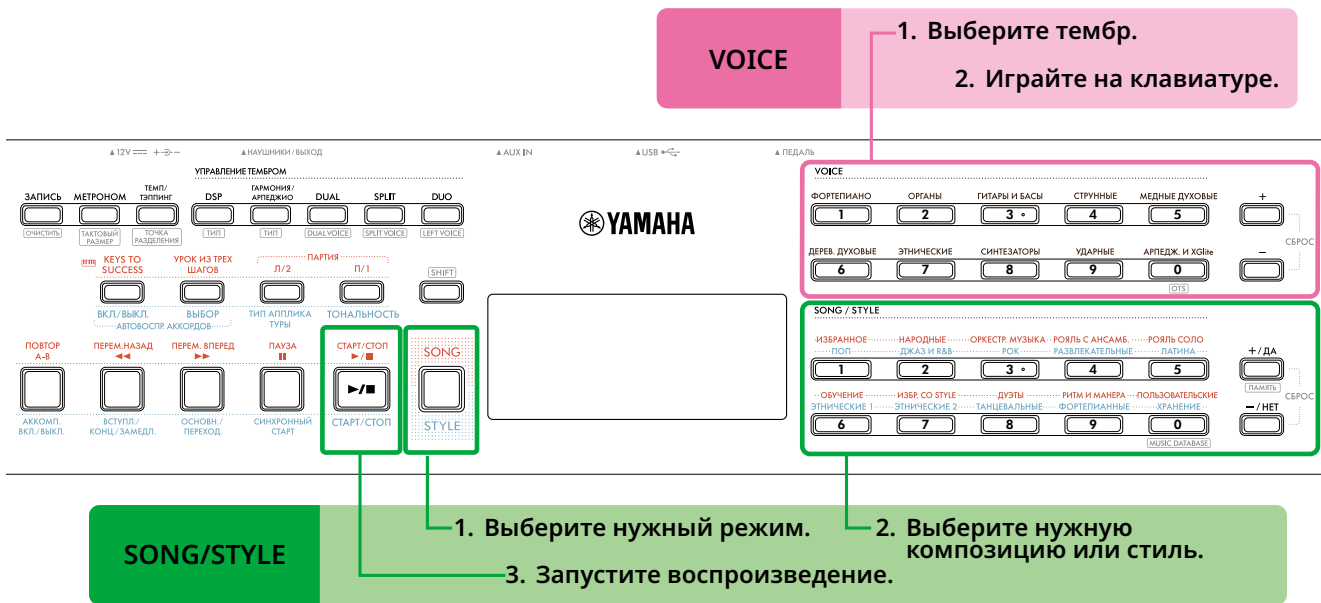 VOICE
1. Выберите тембр.
2. Играйте на клавиатуре.
▲12V
▲НАУШНИКИ/ВЫХОД
▲AUX IN
▲USB
▲ПЕДАЛЬ
УПРАВЛЕНИЕ ТЕМБРОМ
ЗАПИСЬ
МЕТРОНОМ
ТЕМП/
ТЭППИНГ
DSP
ГАРМОНИЯ/
АРПЕДЖИО
DUAL
SPLIT
DUO
ОЧИСТИТЬ
ТАКТОВЫЙ
РАЗМЕР
ТОЧКА
РАЗДЕЛЕНИЯ
ТИП
ТИП
DUAL VOICE
SPLIT VOICE
LEFT VOICE
KEYS TO
SUCCESS
УРОК ИЗ ТРЕХ
ШАГОВ
ПАРТИЯ
Л/2
П/1
SHIFT
ВКЛ/ВЫКЛ.
ВЫБОР
АВТОВОСПР. АККОРДОВ
ТИП АППЛИКА
ТУРЫ
ТОНАЛЬНОСТЬ
ПОВТОР
A-B
ПЕРЕМ.НАЗАД
◀◀
ПЕРЕМ. ВПЕРЕД
▶▶
ПАУЗА
СТАРТ/СТОП
▶/■
SONG
▶/■
АККОМП.
ВКЛ./ВЫКЛ.
ВСТУПЛ./
КОНЦ./ЗАМЕДЛ.
ОСНОВН./
ПЕРЕХОД.
СИНХРОННЫЙ
СТАРТ
СТАРТ/СТОП
STYLE
YAMAHA
VOICE
ФОРТЕПИАНО ОРГАНЫ ГИТАРЫ И БАСЫ СТРУННЫЕ МЕДНЫЕ ДУХОВЫЕ
1 2 3 4 5 +
СБРОС
ДЕРЕВ. ДУХОВЫЕ ЭТНИЧЕСКИЕ СИНТЕЗАТОРЫ УДАРНЫЕ АРПЕДЖ. И XGlite −
6 7 8 9 0
OTS
SONG / STYLE
ИЗБРАННОЕ НАРОДНЫЕ ОРКЕСТР. МУЗЫКА РОЯЛЬ С АНСАМБ. РОЯЛЬ СОЛО
ПОП ДЖАЗ И R&B РОК РАЗВЛЕКАТЕЛЬНЫЕ ЛАТИНА +/ДА
1 2 3 4 5
ПАМЯТЬ
СБРОС
ОБУЧЕНИЕ ИЗБР. СО STYLE ДУЭТЫ РИТМ И МАНЕРА ПОЛЬЗОВАТЕЛЬСКИЕ
ЭТНИЧЕСКИЕ 1 ЭТНИЧЕСКИЕ 2 ТАНЦЕВАЛЬНЫЕ ФОРТЕПИАННЫЕ ХРАНЕНИЕ −/НЕТ
6 7 8 9 0
MUSIC DATABASE
SONG/STYLE
1. Выберите нужный режим.
2. Выберите нужную
композицию или стиль.
3. Запустите воспроизведение.